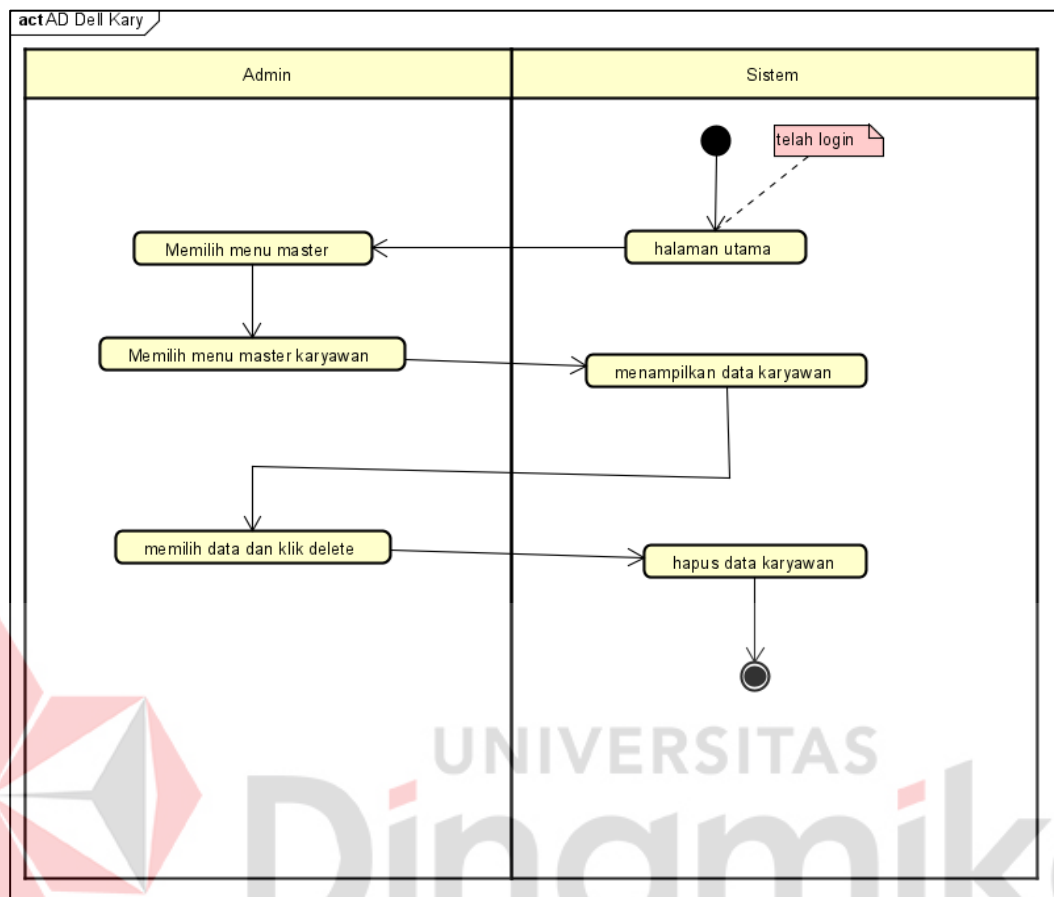 act AD Dell Kary
Admin
Sistem
telah login
halaman utama
Memilih menu master
Memilih menu master karyawan
menampilkan data karyawan
memilih data dan klik delete
hapus data karyawan
UNIVERSITAS
Dinamika